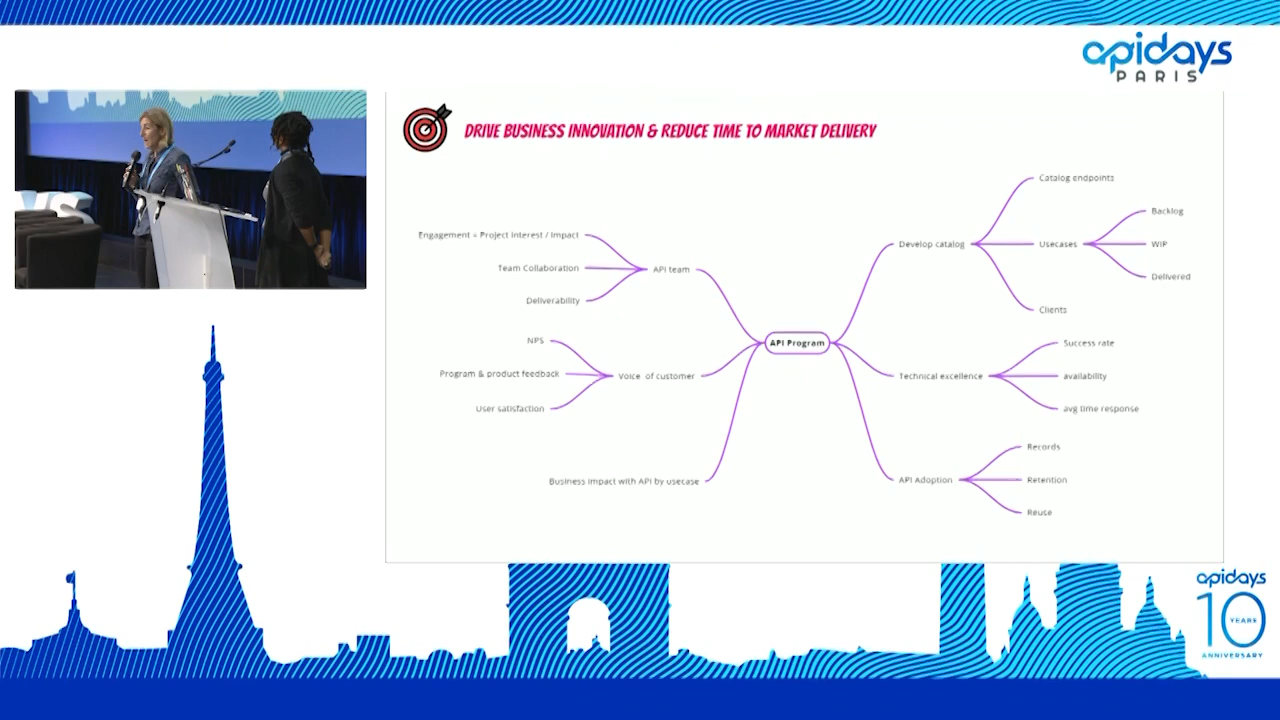 apidays
PARIS
DRIVE BUSINESS INNOVATION & REDUCE TIME TO MARKET DELIVERY
Engagement = Project Interest / Impact
Team Collaboration
Deliverability
API team
NPS
Program & product feedback
User satisfaction
Voice of customer
Business impact with API by usecase
API Program
Develop catalog
Catalog endpoints
Usecases
Backlog
WIP
Delivered
Clients
Technical excellence
Success rate
availability
avg time response
API Adoption
Records
Retention
Reuse
apidays
10
YEARS
ANNIVERSARY